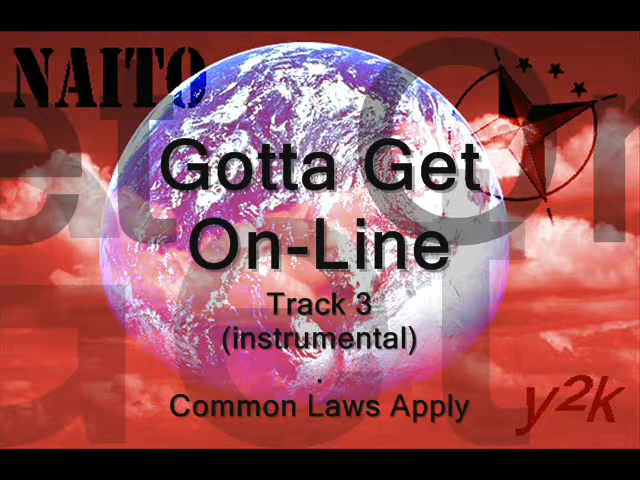 NAITO
Gotta Get
On-Line
Track 3
(instrumental)
.
Common Laws Apply
y2k